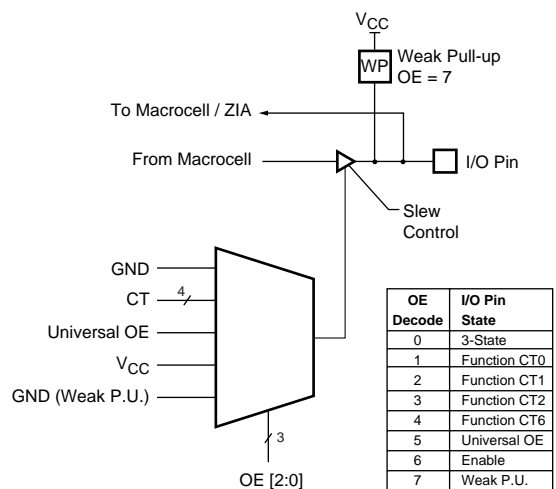 VCC
WP
Weak Pull-up
OE = 7
To Macrocell / ZIA
From Macrocell
I/O Pin
Slew
Control
GND
4
CT
Universal OE
VCC
GND (Weak P.U.)
3
OE [2:0]
OE Decode I/O Pin State
0 3-State
1 Function CT0
2 Function CT1
3 Function CT2
4 Function CT6
5 Universal OE
6 Enable
7 Weak P.U.